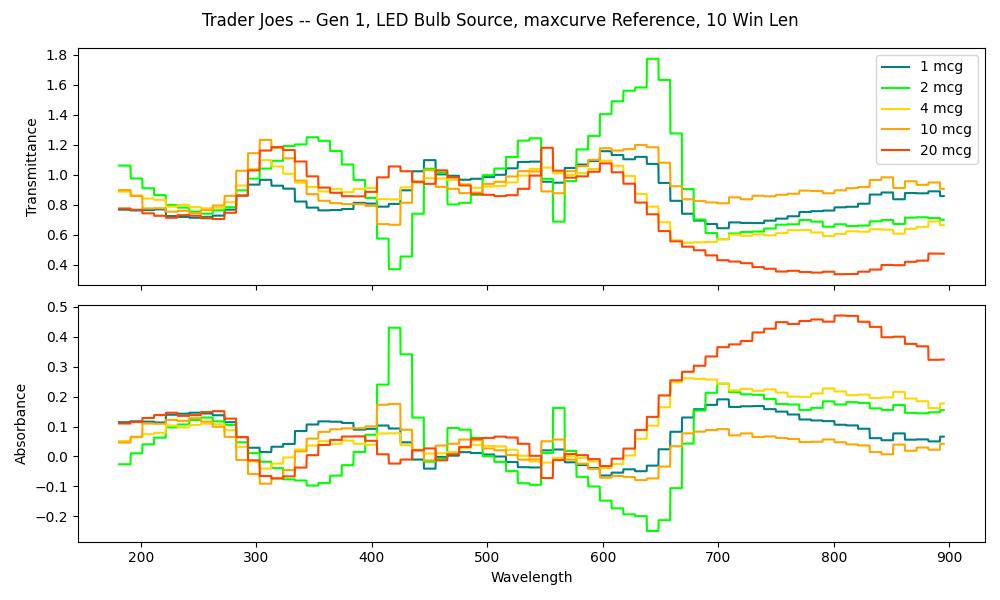 Trader Joes -- Gen 1, LED Bulb Source, maxcurve Reference, 10 Win Len
Transmittance
1.8
1.6
1.4
1.2
1.0
0.8
0.6
0.4
1 mcg
2 mcg
4 mcg
10 mcg
20 mcg
Absorbance
0.5
0.4
0.3
0.2
0.1
0.0
−0.1
−0.2
200 300 400 500 600 700 800 900
Wavelength